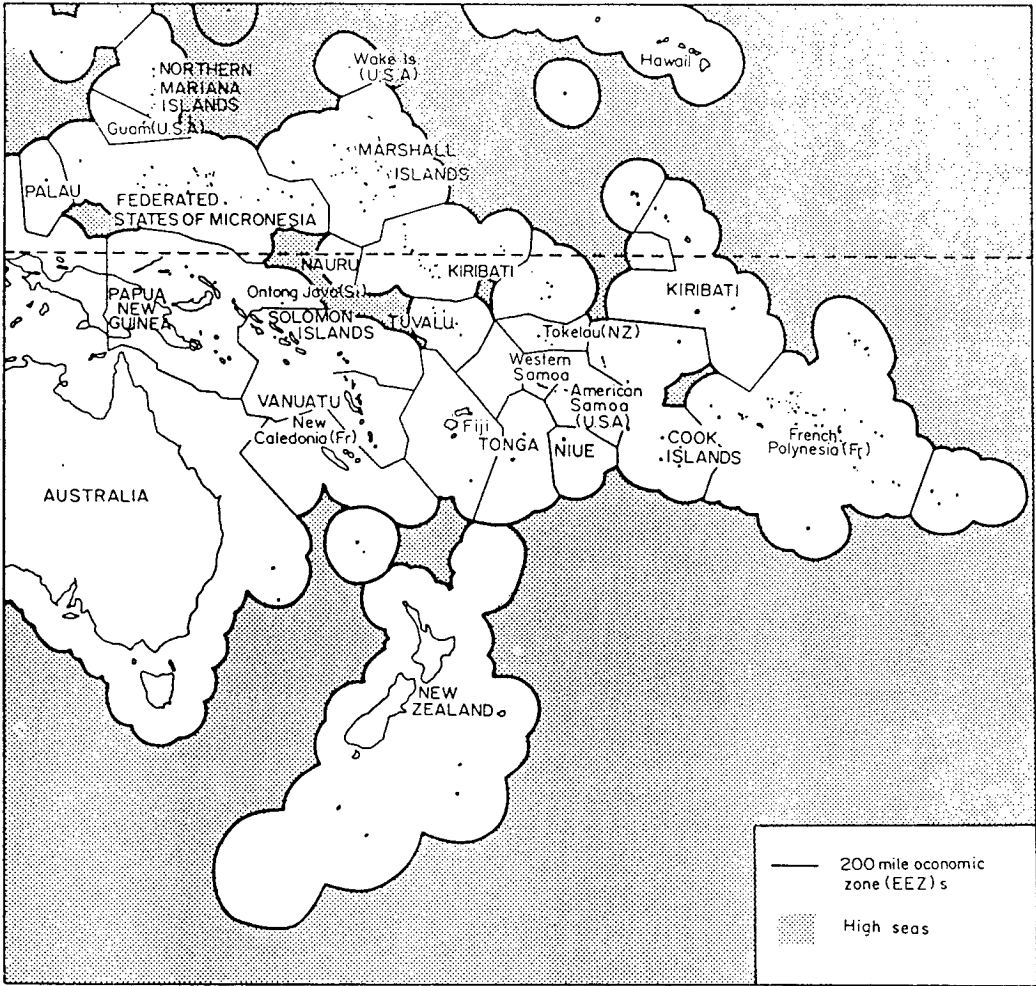 NORTHERN
MARIANA
ISLANDS
Guam(U.S.A)
Wake Is.
(U.S.A)
Hawaii
MARSHALL
ISLANDS
PALAU
FEDERATED
STATES OF MICRONESIA
NAURU
KIRIBATI
KIRIBATI
PAPUA
NEW
GUINEA
Ontong Java(SI)
SOLOMON
ISLANDS
TUVALU
Tokelau(NZ)
Western
Samoa
American
Samoa
(U.S.A)
VANUATU
New
Caledonia(Fr)
Fiji
TONGA
NIUE
COOK
ISLANDS
French
Polynesia(Fr)
AUSTRALIA
NEW
ZEALAND
200 mile oconomic
zone (EEZ) s
High seas